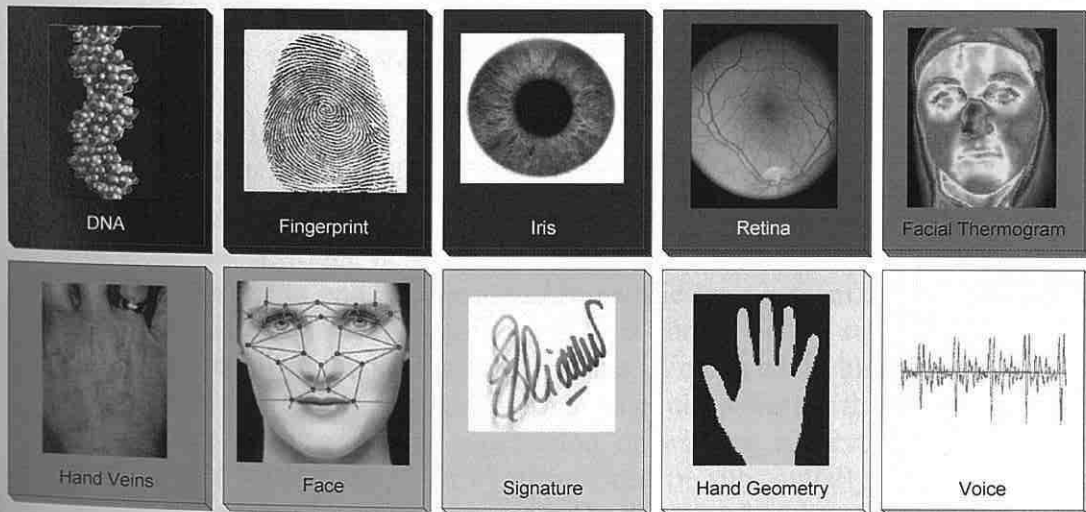 DNA
Fingerprint
Iris
Retina
Facial Thermogram
Hand Veins
Face
Signature
Hand Geometry
Voice